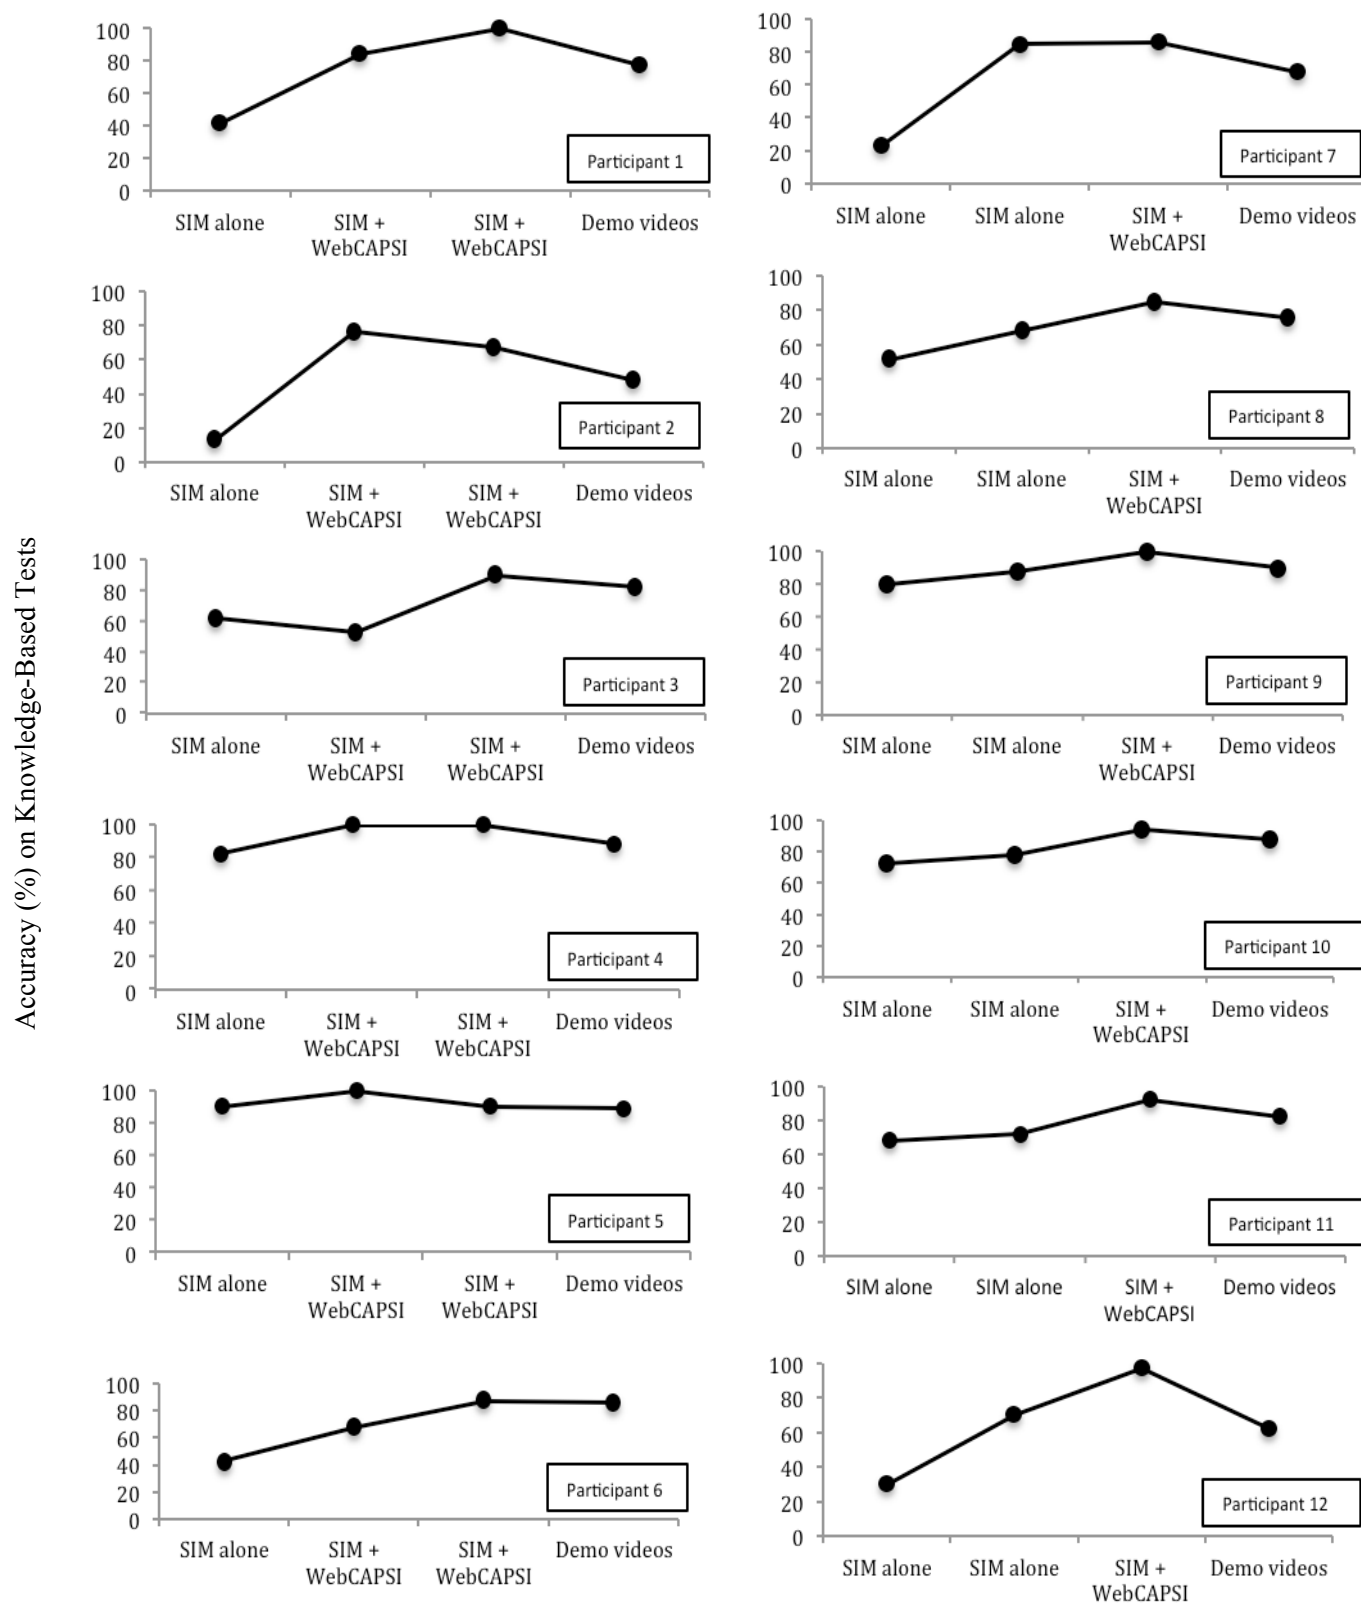 Accuracy (%) on Knowledge-Based Tests
100
80
60
40
20
0
Participant 1
SIM alone
SIM +
WebCAPSI
SIM +
WebCAPSI
Demo videos
100
80
60
40
20
0
Participant 7
SIM alone
SIM alone
SIM +
WebCAPSI
Demo videos
100
80
60
40
20
0
Participant 2
SIM alone
SIM +
WebCAPSI
SIM +
WebCAPSI
Demo videos
100
80
60
40
20
0
Participant 8
SIM alone
SIM alone
SIM +
WebCAPSI
Demo videos
100
80
60
40
20
0
Participant 3
SIM alone
SIM +
WebCAPSI
SIM +
WebCAPSI
Demo videos
100
80
60
40
20
0
Participant 9
SIM alone
SIM alone
SIM +
WebCAPSI
Demo videos
100
80
60
40
20
0
Participant 4
SIM alone
SIM +
WebCAPSI
SIM +
WebCAPSI
Demo videos
100
80
60
40
20
0
Participant 10
SIM alone
SIM alone
SIM +
WebCAPSI
Demo videos
100
80
60
40
20
0
Participant 5
SIM alone
SIM +
WebCAPSI
SIM +
WebCAPSI
Demo videos
100
80
60
40
20
0
Participant 11
SIM alone
SIM alone
SIM +
WebCAPSI
Demo videos
100
80
60
40
20
0
Participant 6
SIM alone
SIM +
WebCAPSI
SIM +
WebCAPSI
Demo videos
100
80
60
40
20
0
Participant 12
SIM alone
SIM alone
SIM +
WebCAPSI
Demo videos